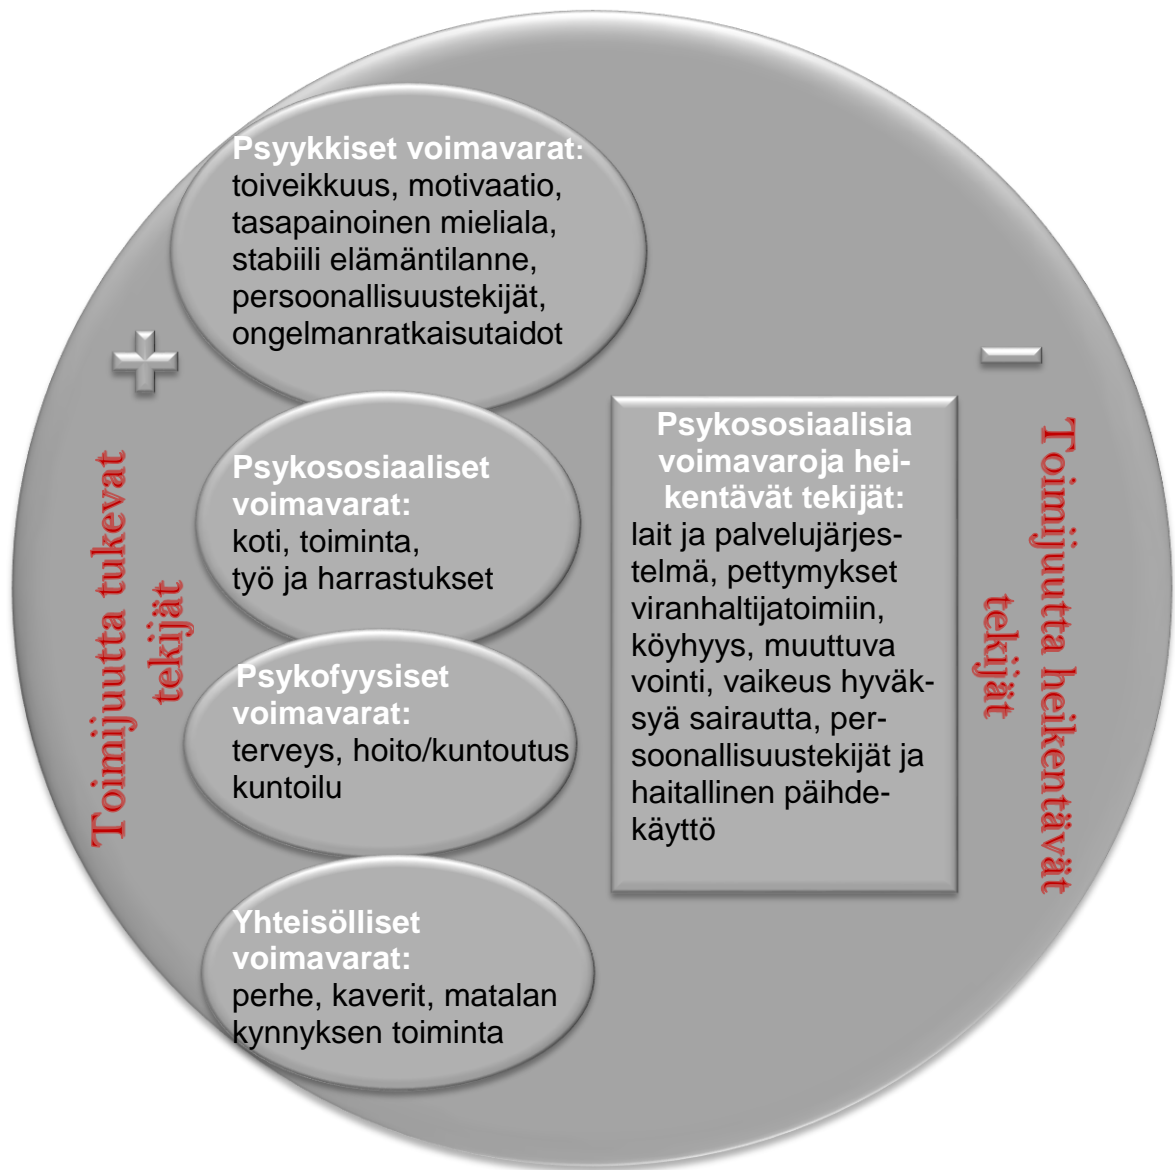 Psyykkiset voimavarat:
toiveikkuus, motivaatio,
tasapainoinen mieliala,
stabiili elämäntilanne,
persoonallisuustekijät,
ongelmanratkaisutaidot
+
Toimijuutta tukevat
tekijät
Psykososiaaliset
voimavarat:
koti, toiminta,
työ ja harrastukset
Psykofyysiset
voimavarat:
terveys, hoito/kuntoutus
kuntoilu
Yhteisölliset
voimavarat:
perhe, kaverit, matalan
kynnyksen toiminta
–
Psykososiaalisia
voimavaroja hei-
kentävät tekijät:
lait ja palvelujärjes-
telmä, pettymykset
viranhaltijatoimiin,
köyhyys, muuttuva
vointi, vaikeus hyväk-
syä sairautta, per-
soonallisuustekijät ja
haitallinen päihde-
käyttö
Toimijuutta heikentävät
tekijät